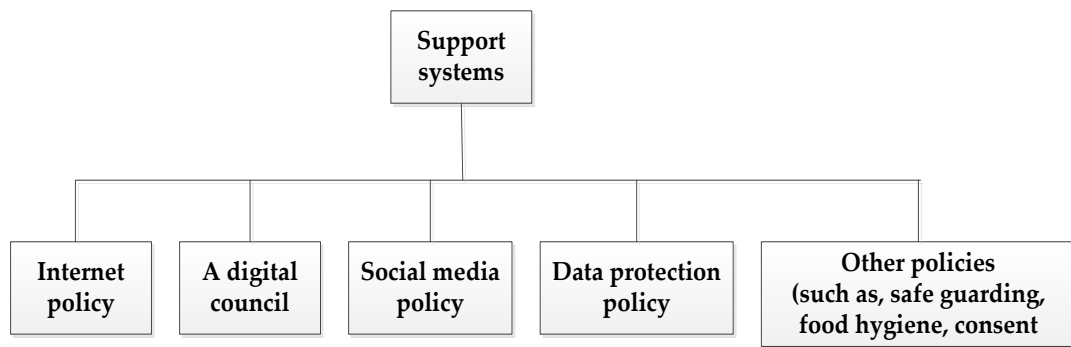 Support
systems
Internet
policy
A digital
council
Social media
policy
Data protection
policy
Other policies
(such as, safe guarding,
food hygiene, consent